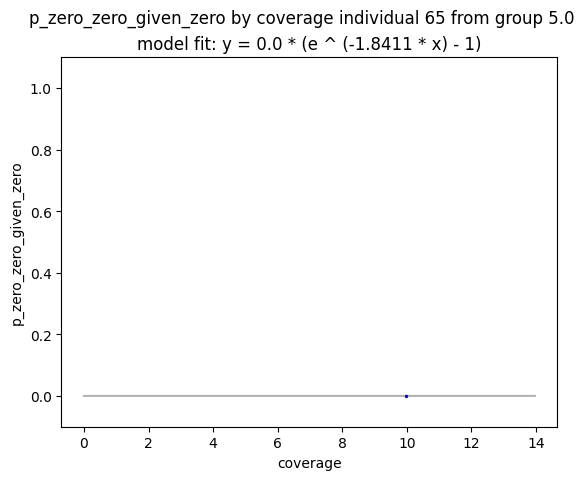 p_zero_zero_given_zero by coverage individual 65 from group 5.0
model fit: y = 0.0 * (e ^ (-1.8411 * x) - 1)
1.0
0.8
0.6
0.4
0.2
0.0
p_zero_zero_given_zero
0 2 4 6 8 10 12 14
coverage